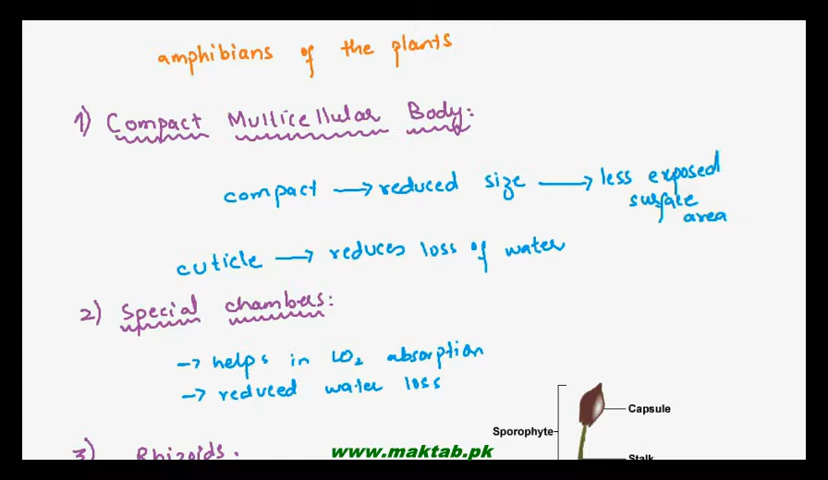 amphibians of the plants
1) Compact Multicellular Body:
compact → reduced size → less exposed
surface
area
cuticle → reduces loss of water
2) Special chambers:
→ helps in CO2 absorption
→ reduced water loss
Capsule
Sporophyte
3) Rhizoids.
www.maktab.pk
Stalk